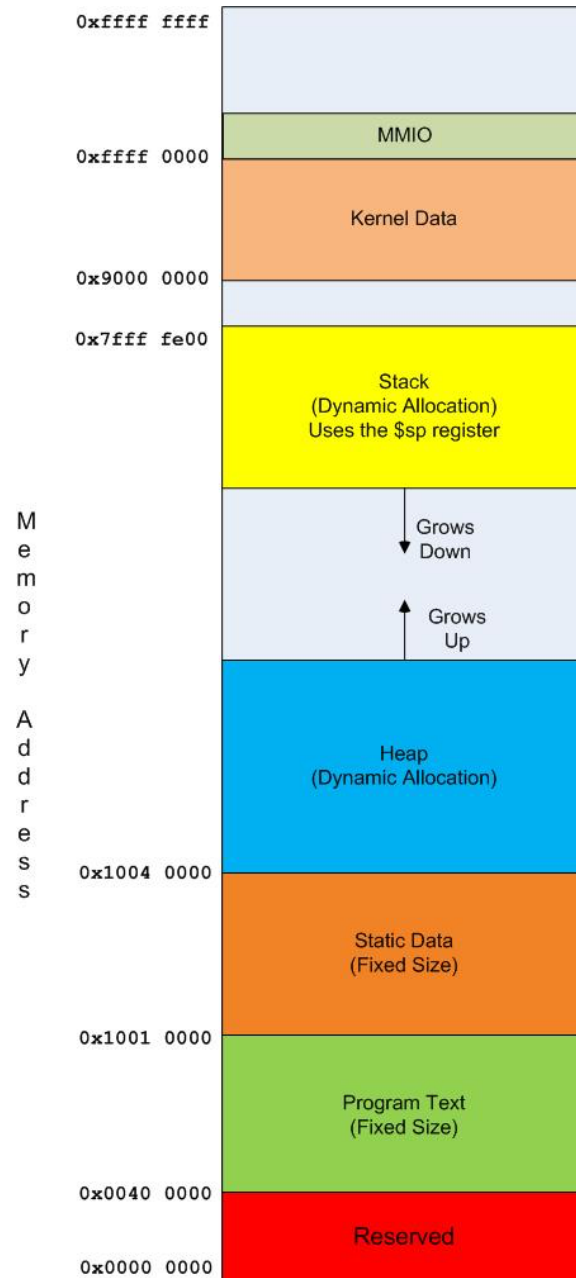 0xffff ffff
MMIO
0xffff 0000
Kernel Data
0x9000 0000
0x7fff fe00
Stack
(Dynamic Allocation)
Uses the $sp register
Grows
Down
Grows
Up
Memory Address
Heap
(Dynamic Allocation)
0x1004 0000
Static Data
(Fixed Size)
0x1001 0000
Program Text
(Fixed Size)
0x0040 0000
Reserved
0x0000 0000